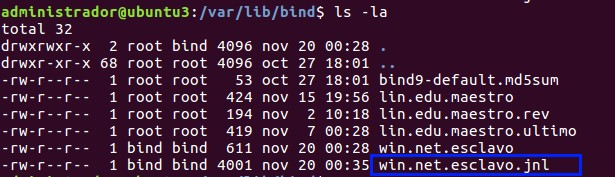 administrador@ubuntu3:/var/lib/bind$ ls -la
total 32
drwxrwxr-x  2 root bind 4096 nov 20 00:28 .
drwxr-xr-x 68 root root 4096 oct 27 18:01 ..
-rw-r--r--  1 root root   53 oct 27 18:01 bind9-default.md5sum
-rw-r--r--  1 root root  424 nov 15 19:56 lin.edu.maestro
-rw-r--r--  1 root root  194 nov  2 10:18 lin.edu.maestro.rev
-rw-r--r--  1 root root  419 nov  7 00:28 lin.edu.maestro.ultimo
-rw-r--r--  1 bind bind  611 nov 20 00:28 win.net.esclavo
-rw-r--r--  1 bind bind 4001 nov 20 00:35 win.net.esclavo.jnl